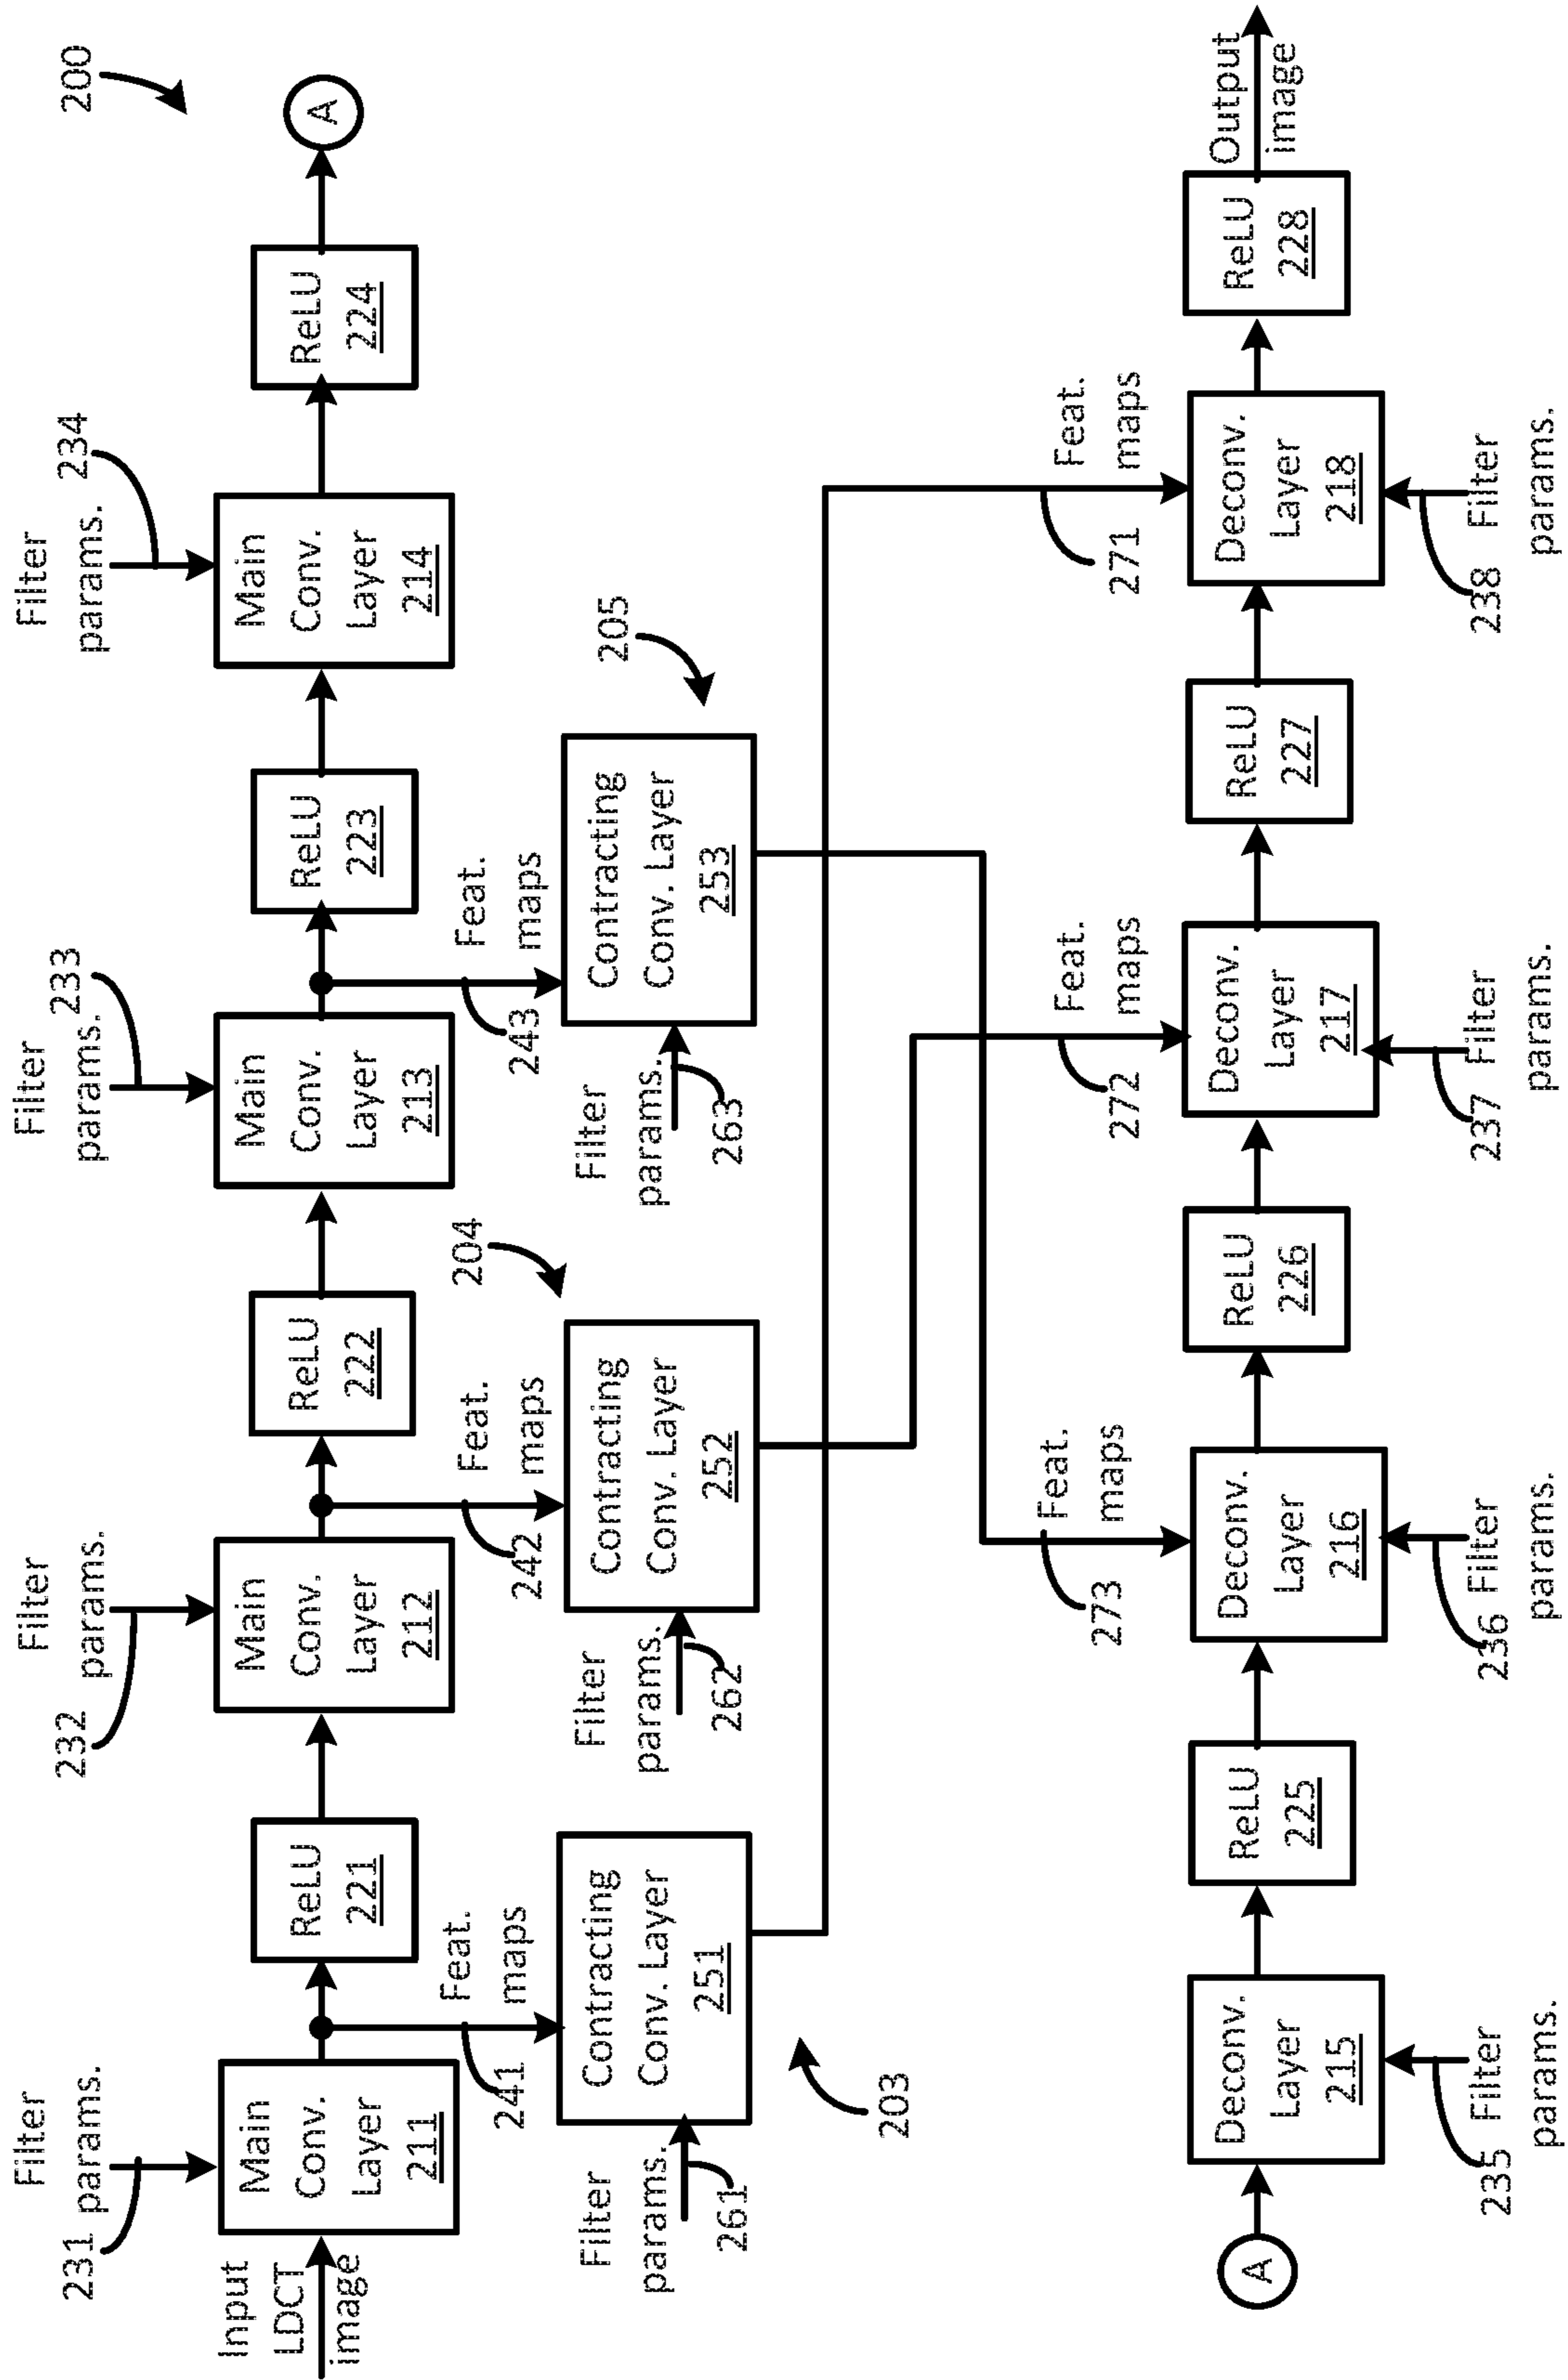 200
Filter
231
params.
Filter
232
params.
Filter
233
params.
Filter
234
params.
Input
LDCT
image
Main
Conv.
Layer
211
ReLU
221
Main
Conv.
Layer
212
ReLU
222
Main
Conv.
Layer
213
ReLU
223
Main
Conv.
Layer
214
ReLU
224
A
241
Feat.
maps
242
Feat.
maps
243
Feat.
maps
204
205
Filter
params.
261
Contracting
Conv. Layer
251
Filter
params.
262
Contracting
Conv. Layer
252
Filter
params.
263
Contracting
Conv. Layer
253
203
273
Feat.
maps
272
Feat.
maps
271
Feat.
maps
A
Deconv.
Layer
215
ReLU
225
Deconv.
Layer
216
ReLU
226
Deconv.
Layer
217
ReLU
227
Deconv.
Layer
218
ReLU
228
Output
image
235
Filter
params.
236
Filter
params.
237
Filter
params.
238
Filter
params.